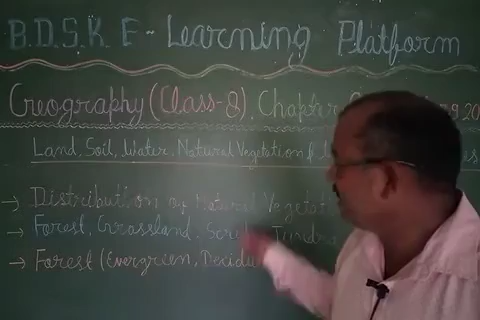 B.D.S.K E-Learning Platform
Geography (Class-8), Chapter
Land, Soil, Water, Natural Vegetation &
→ Distribution of Natural Vegetat
→ Forest, Grassland, Scrub, Tundra
→ Forest (Evergreen, Decidu